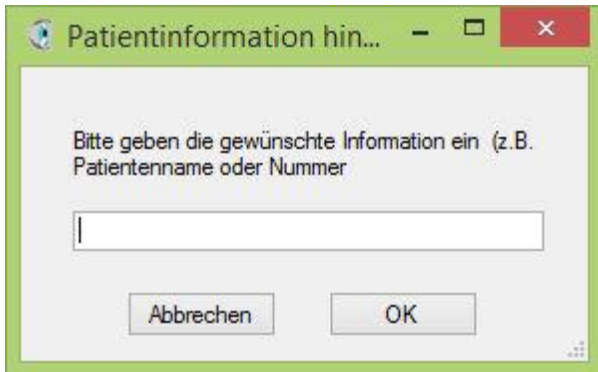 Patientinformation hin...
Bitte geben die gewünschte Information ein (z.B.
Patientenname oder Nummer
Abbrechen OK